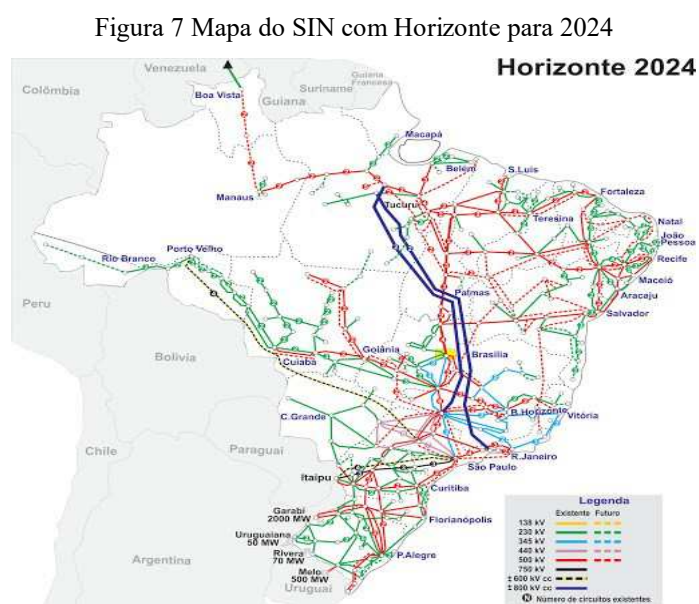 Figura 7 Mapa do SIN com Horizonte para 2024
Horizonte 2024
Venezuela
Guiana Francesa
Suriname
Colômbia
Boa Vista
Guiana
Macapá
Belém
S.Luis
Fortaleza
Manaus
Tucuruí
Teresina
Natal
João Pessoa
Recife
Porto Velho
Rio Branco
Maceió
Palmas
Aracaju
Salvador
Peru
Bolivia
Goiânia
Brasília
Cuiabá
C.Grande
B.Horizonte
Vitória
Chile
Paraguai
R.Janeiro
São Paulo
Itaipu
Curitiba
Garabi
2000 MW
Florianópolis
Uruguaiana
50 MW
Rivera
70 MW
P.Alegre
Melo
500 MW
Argentina
Uruguai
Legenda
Existente Futuro
138 kV
230 kV
345 kV
440 kV
500 kV
750 kV
± 600 kV cc
± 800 kV cc
N Número de circuitos existentes